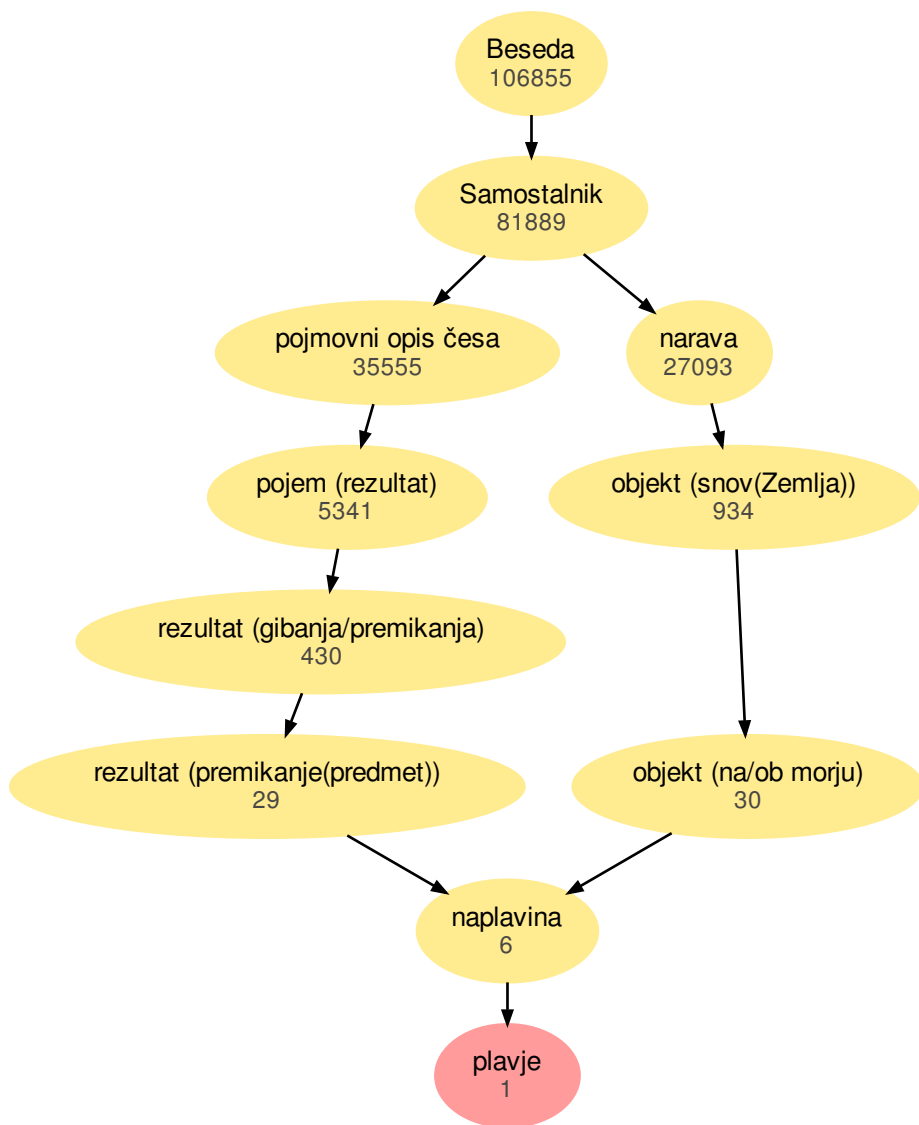 Beseda
106855
Samostalnik
81889
pojmovni opis česa
35555
narava
27093
pojem (rezultat)
5341
objekt (snov(Zemlja))
934
rezultat (gibanja/premikanja)
430
rezultat (premikanje(predmet))
29
objekt (na/ob morju)
30
naplavina
6
plavje
1